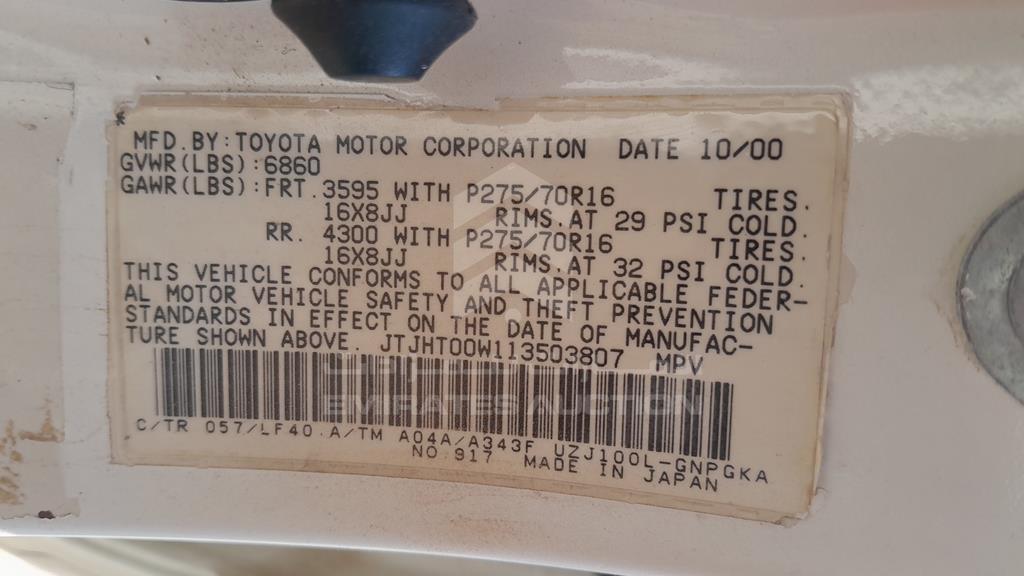 MFD.BY:TOYOTA MOTOR CORPORATION DATE 10/00
GVWR(LBS):6860
GAWR(LBS):FRT. 3595 WITH P275/70R16 TIRES.
16X8JJ RIMS.AT 29 PSI COLD.
RR. 4300 WITH P275/70R16 TIRES.
16X8JJ RIMS.AT 32 PSI COLD.
THIS VEHICLE CONFORMS TO ALL APPLICABLE FEDER-
AL MOTOR VEHICLE SAFETY AND THEFT PREVENTION
STANDARDS IN EFFECT ON THE DATE OF MANUFAC-
TURE SHOWN ABOVE. JTJHT00W113503807 MPV
EMIRATES AUCTION
C/TR 057/LF40 A/TM A04A/A343F UZJ100L-GNPGKA
NO.917 MADE IN JAPAN